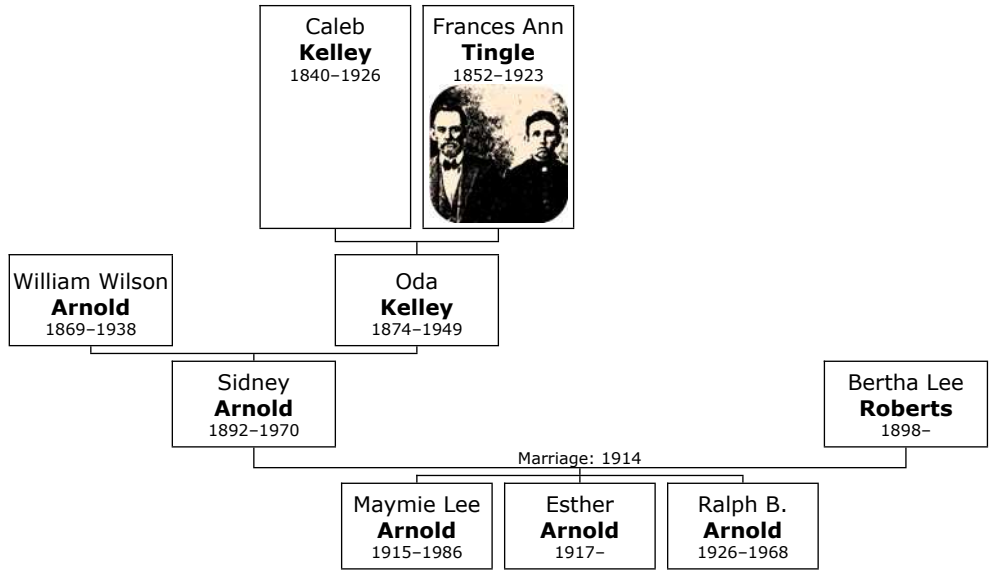 Caleb
Kelley
1840–1926
Frances Ann
Tingle
1852–1923
William Wilson
Arnold
1869–1938
Oda
Kelley
1874–1949
Sidney
Arnold
1892–1970
Bertha Lee
Roberts
1898–
Marriage: 1914
Maymie Lee
Arnold
1915–1986
Esther
Arnold
1917–
Ralph B.
Arnold
1926–1968